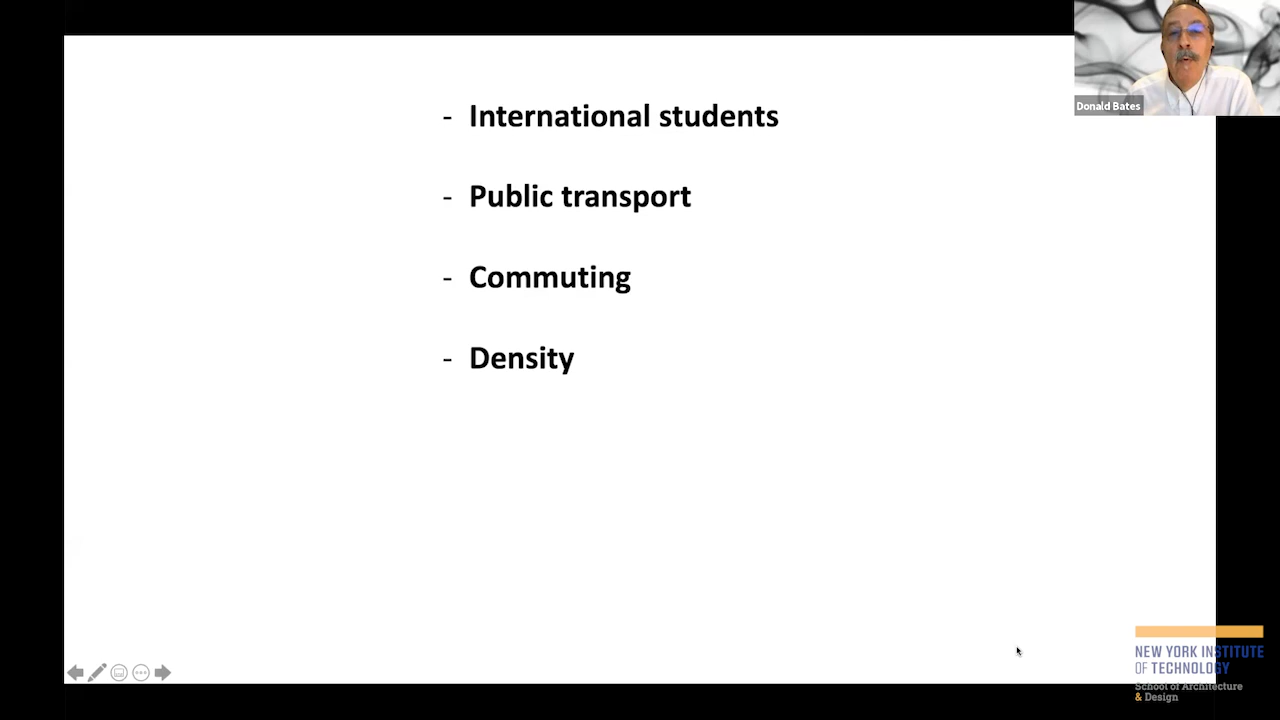 - International students
- Public transport
- Commuting
- Density
Donald Bates
NEW YORK INSTITUTE
OF TECHNOLOGY
School of Architecture
& Design